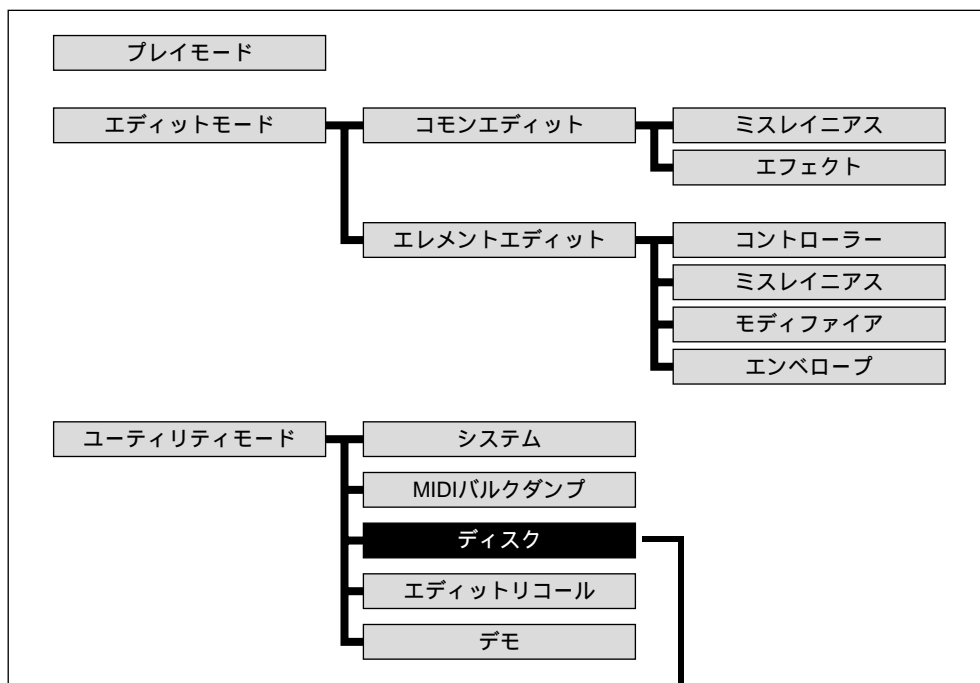 プレイモード
エディットモード
コモンエディット
ミスレイニアス
エフェクト
エレメントエディット
コントローラー
ミスレイニアス
モディファイア
エンベロープ
ユーティリティモード
システム
MIDIバルクダンプ
ディスク
エディットリコール
デモ